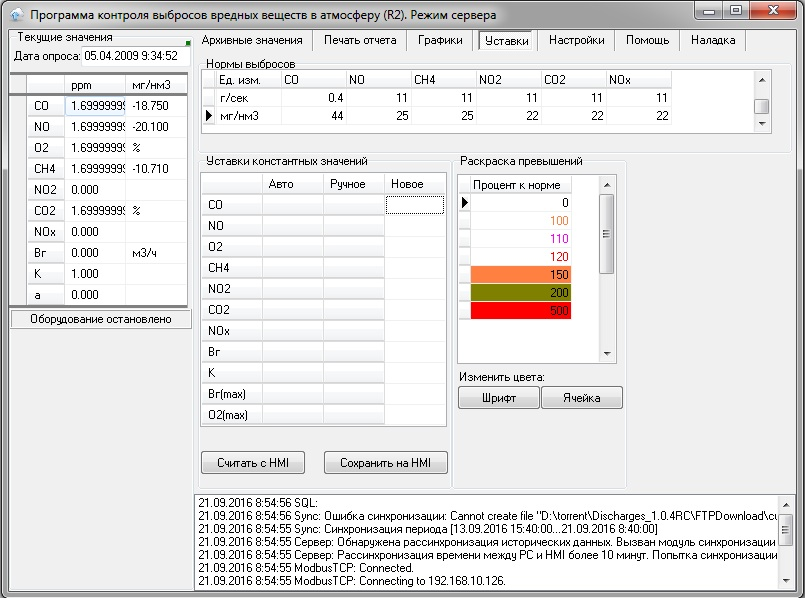 Программа контроля выбросов вредных веществ в атмосферу (R2). Режим сервера
Текущие значения
Дата опроса: 05.04.2009 9:34:52
ppm мг/нм3
CO 1.69999999 -18.750
NO 1.69999999 -20.100
O2 1.69999999 %
CH4 1.69999999 -10.710
NO2 0.000
CO2 1.69999999 %
NOx 0.000
Вг 0.000 м3/ч
К 1.000
a 0.000
Оборудование остановлено
Архивные значения Печать отчета Графики Уставки Настройки Помощь Наладка
Нормы выбросов
Ед. изм. CO NO CH4 NO2 CO2 NOx
г/сек 0.4 11 11 11 11 11
мг/нм3 44 25 25 22 22 22
Уставки константных значений
Авто Ручное Новое
CO
NO
O2
CH4
NO2
CO2
NOx
Вг
К
Вг(max)
O2(max)
Считать с HMI Сохранить на HMI
Раскраска превышений
Процент к норме
0
100
110
120
150
200
500
Изменить цвета:
Шрифт Ячейка
21.09.2016 8:54:56 SQL:
21.09.2016 8:54:56 Sync: Ошибка синхронизации: Cannot create file "D:\torrent\Discharges_1.0.4RC\FTPDownload\cu
21.09.2016 8:54:55 Sync: Синхронизация периода [13.09.2016 15:40:00...21.09.2016 8:40:00]
21.09.2016 8:54:55 Сервер: Обнаружена рассинхронизация исторических данных. Вызван модуль синхронизации
21.09.2016 8:54:55 Сервер: Рассинхронизация времени между PC и HMI более 10 минут. Попытка синхронизации
21.09.2016 8:54:55 ModbusTCP: Connected.
21.09.2016 8:54:55 ModbusTCP: Connecting to 192.168.10.126.